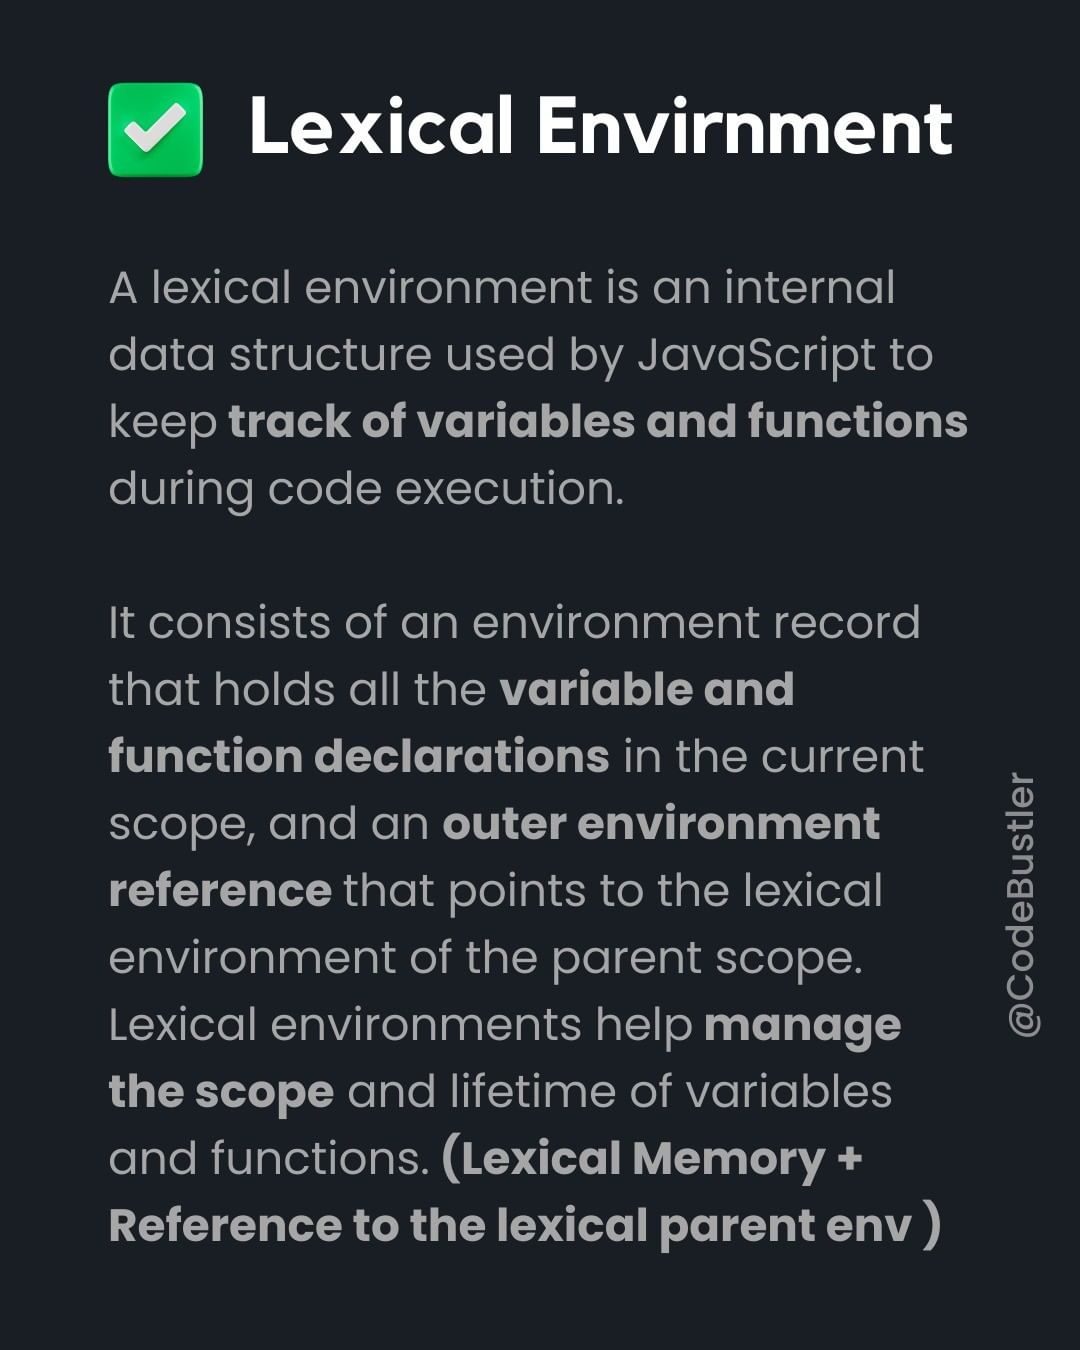 Lexical Envirnment
A lexical environment is an internal
data structure used by JavaScript to
keep track of variables and functions
during code execution.
It consists of an environment record
that holds all the variable and
function declarations in the current
scope, and an outer environment
reference that points to the lexical
environment of the parent scope.
Lexical environments help manage
the scope and lifetime of variables
and functions. (Lexical Memory +
Reference to the lexical parent env )
@CodeBustler